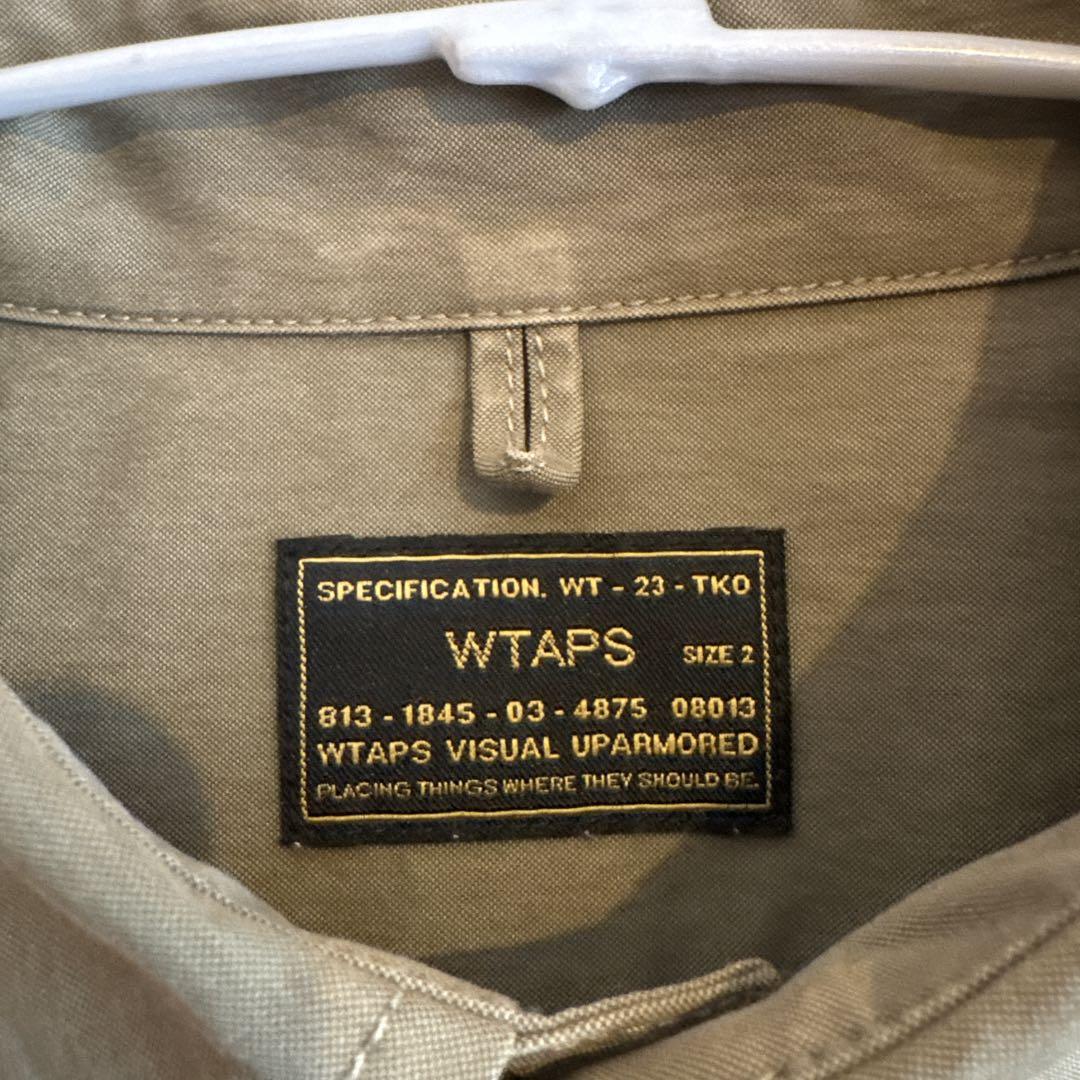 SPECIFICATION. WT - 23 - TKO
WTAPS SIZE 2
813 - 1845 - 03 - 4875 08013
WTAPS VISUAL UPARMORED
PLACING THINGS WHERE THEY SHOULD BE.